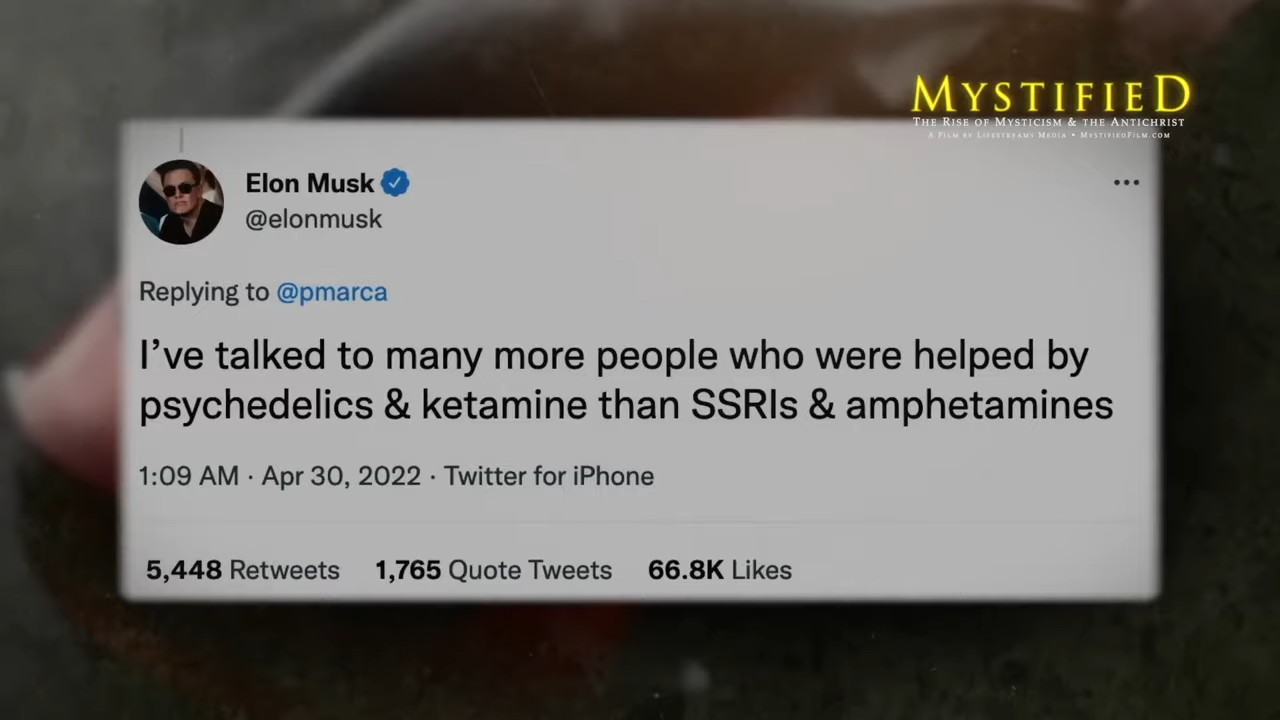 MYSTIFIED
THE RISE OF MYSTICISM & THE ANTICHRIST
A FILM BY LIFESTREAMS MEDIA • MYSTIFIEDFILM.COM
Elon Musk
@elonmusk
Replying to @pmarca
I’ve talked to many more people who were helped by
psychedelics & ketamine than SSRIs & amphetamines
1:09 AM · Apr 30, 2022 · Twitter for iPhone
5,448 Retweets 1,765 Quote Tweets 66.8K Likes